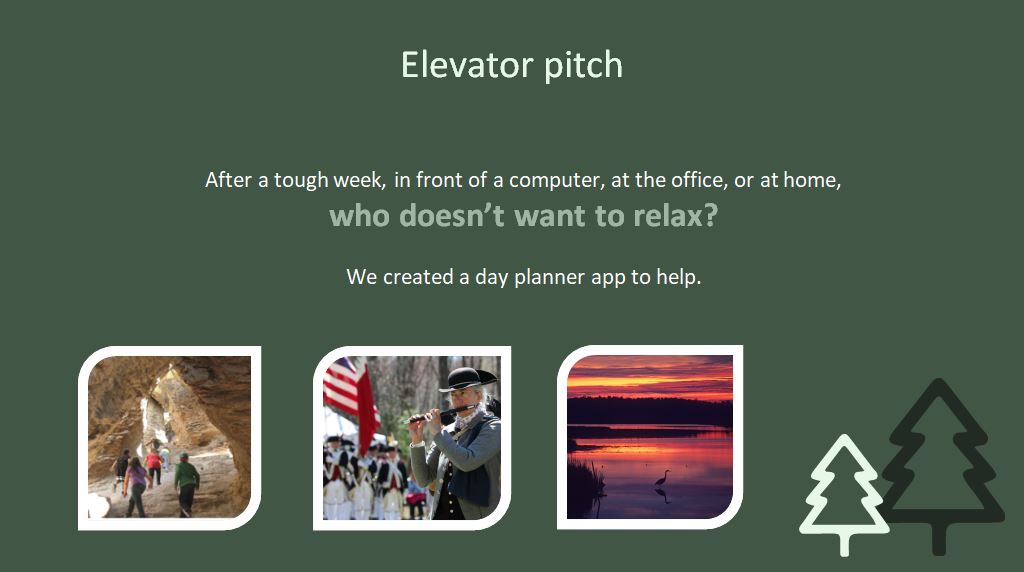 Elevator pitch
After a tough week, in front of a computer, at the office, or at home,
who doesn’t want to relax?
We created a day planner app to help.